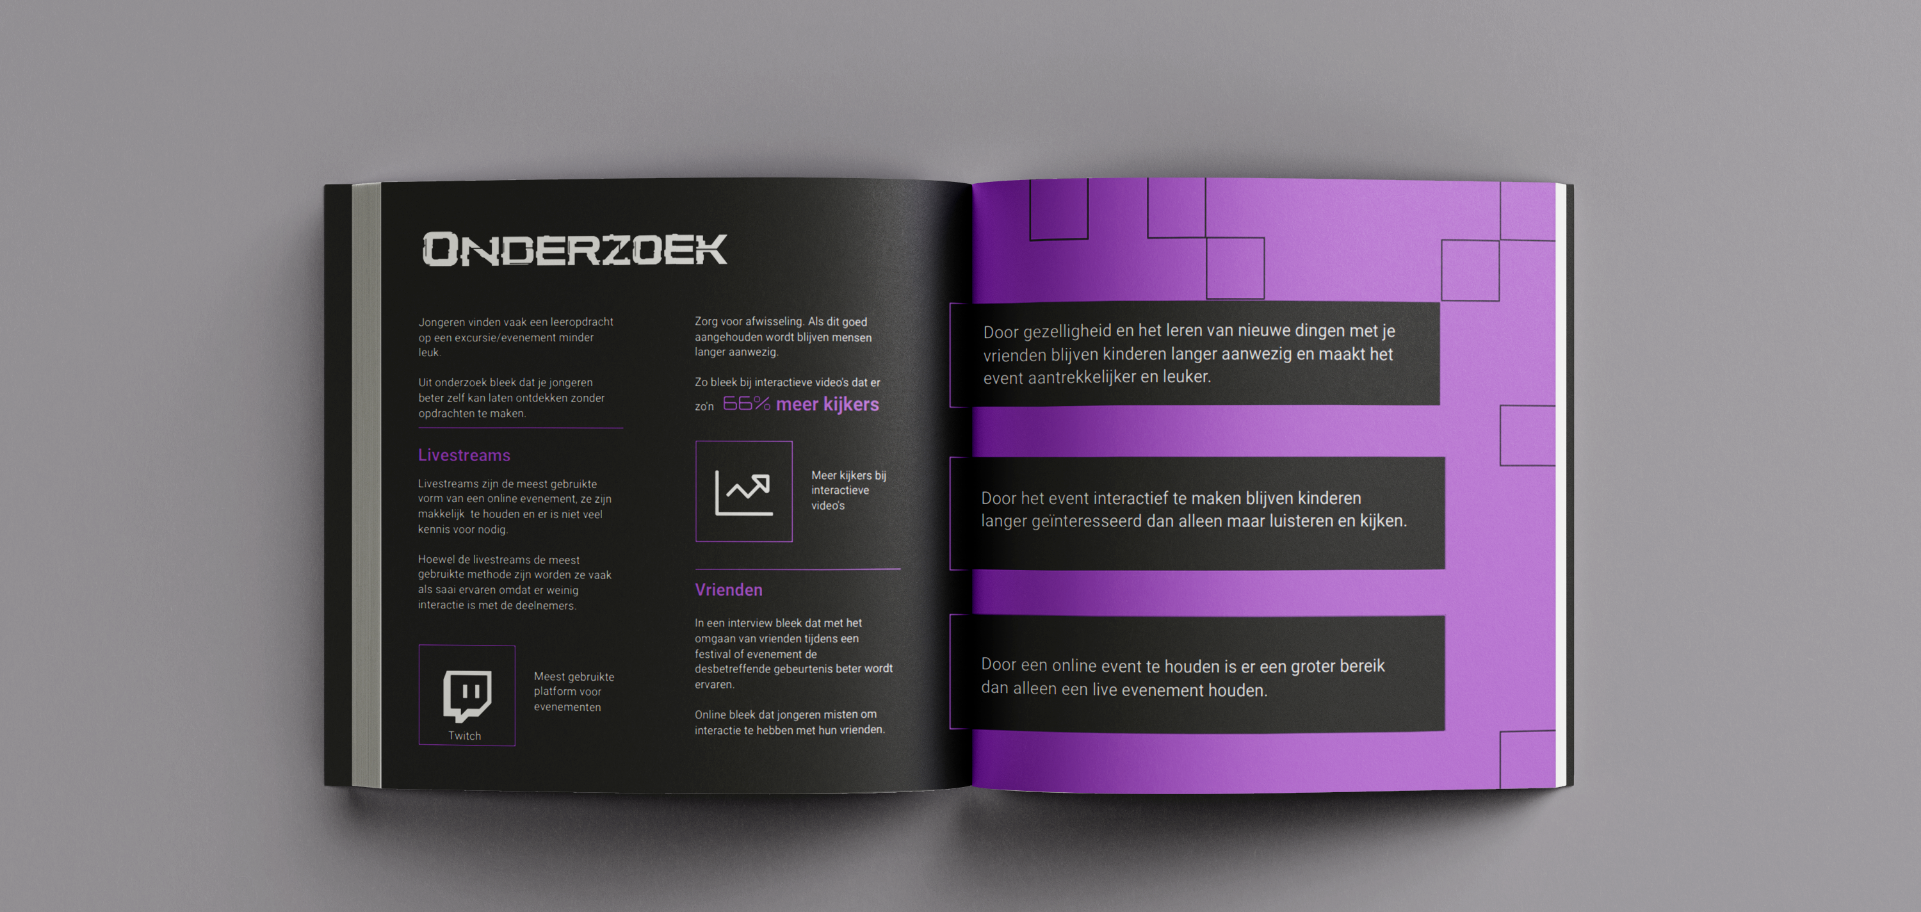 ONDERZOEK
Jongeren vinden vaak een leeropdracht
op een excursie/evenement minder
leuk.
Uit onderzoek bleek dat je jongeren
beter zelf kan laten ontdekken zonder
opdrachten te maken.
Livestreams
Livestreams zijn de meest gebruikte
vorm van een online evenement, ze zijn
makkelijk te houden en er is niet veel
kennis voor nodig.
Hoewel de livestreams de meest
gebruikte methode zijn worden ze vaak
als saai ervaren omdat er weinig
interactie is met de deelnemers.
Twitch
Meest gebruikte
platform voor
evenementen
Zorg voor afwisseling. Als dit goed
aangehouden wordt blijven mensen
langer aanwezig.
Zo bleek bij interactieve video's dat er
zo'n 66% meer kijkers
Meer kijkers bij
interactieve
video's
Vrienden
In een interview bleek dat met het
omgaan van vrienden tijdens een
festival of evenement de
desbetreffende gebeurtenis beter wordt
ervaren.
Online bleek dat jongeren misten om
interactie te hebben met hun vrienden.
Door gezelligheid en het leren van nieuwe dingen met je
vrienden blijven kinderen langer aanwezig en maakt het
event aantrekkelijker en leuker.
Door het event interactief te maken blijven kinderen
langer geïnteresseerd dan alleen maar luisteren en kijken.
Door een online event te houden is er een groter bereik
dan alleen een live evenement houden.